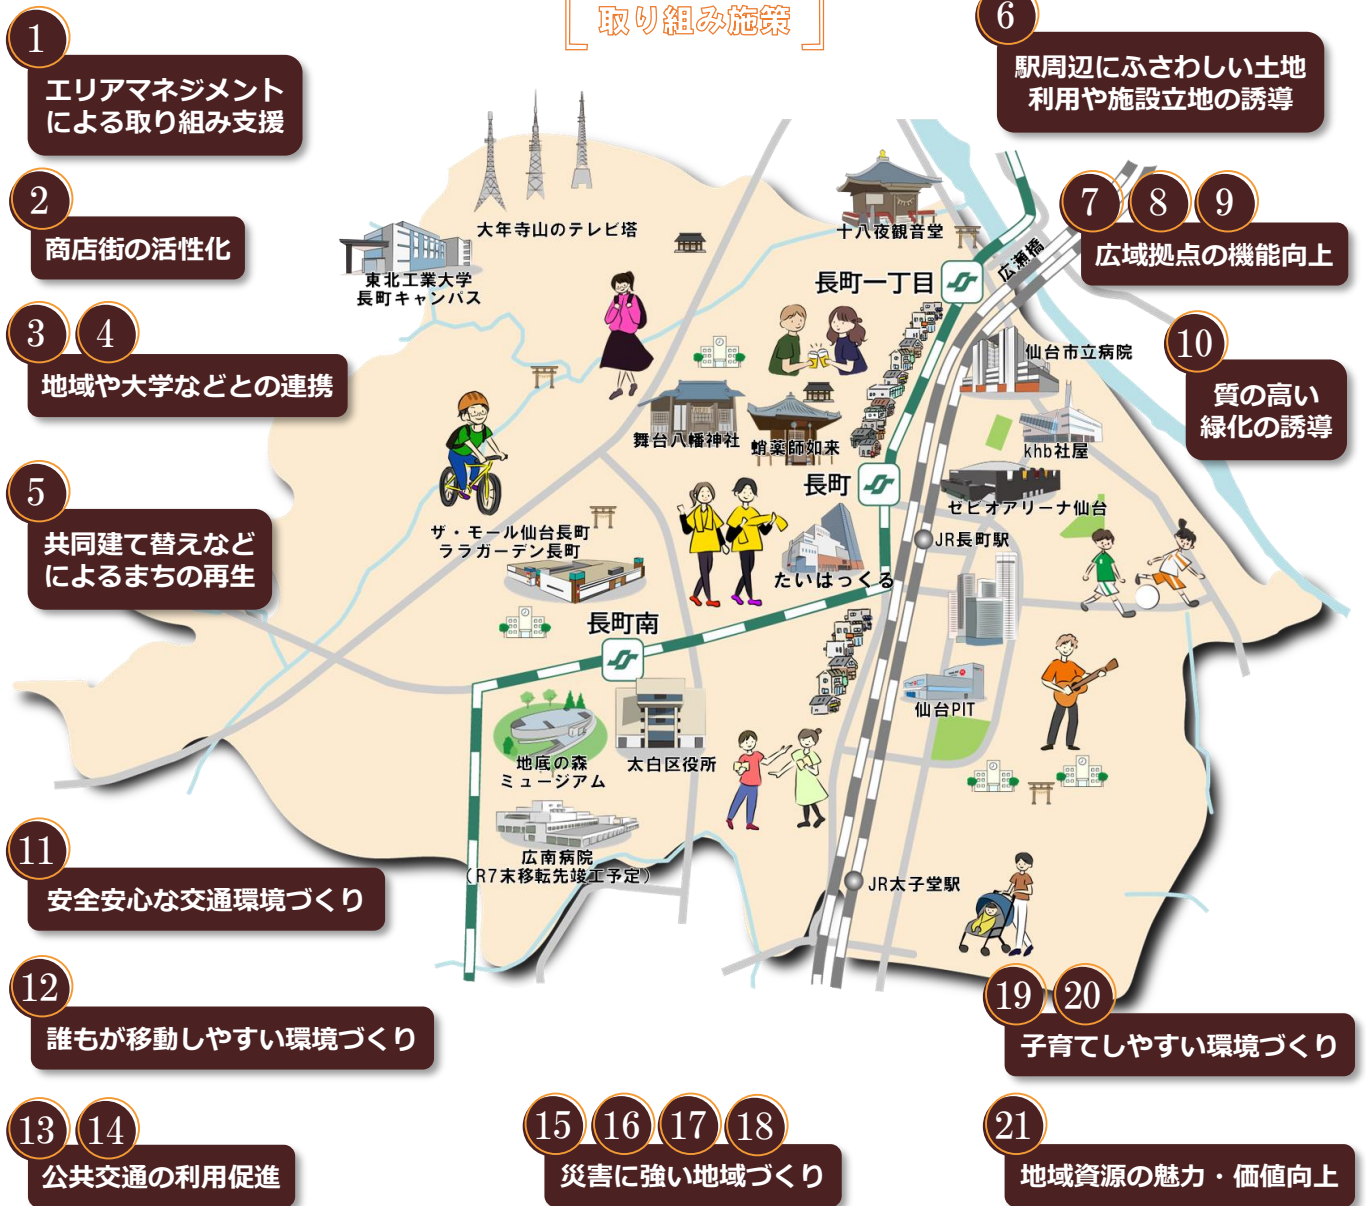 取り組み施策
1
エリアマネジメント
による取り組み支援
2
商店街の活性化
3 4
地域や大学などとの連携
5
共同建て替えなど
によるまちの再生
6
駅周辺にふさわしい土地
利用や施設立地の誘導
7 8 9
広域拠点の機能向上
10
質の高い
緑化の誘導
大年寺山のテレビ塔
東北工業大学
長町キャンパス
十八夜観音堂
広瀬橋
長町一丁目
仙台市立病院
舞台八幡神社
蛸薬師如来
khb社屋
長町
ゼビオアリーナ仙台
ザ・モール仙台長町
ララガーデン長町
JR長町駅
たいはっくる
長町南
仙台PIT
地底の森
ミュージアム
太白区役所
広南病院
(R7末移転先竣工予定)
JR太子堂駅
11
安全安心な交通環境づくり
12
誰もが移動しやすい環境づくり
13 14
公共交通の利用促進
15 16 17 18
災害に強い地域づくり
19 20
子育てしやすい環境づくり
21
地域資源の魅力・価値向上